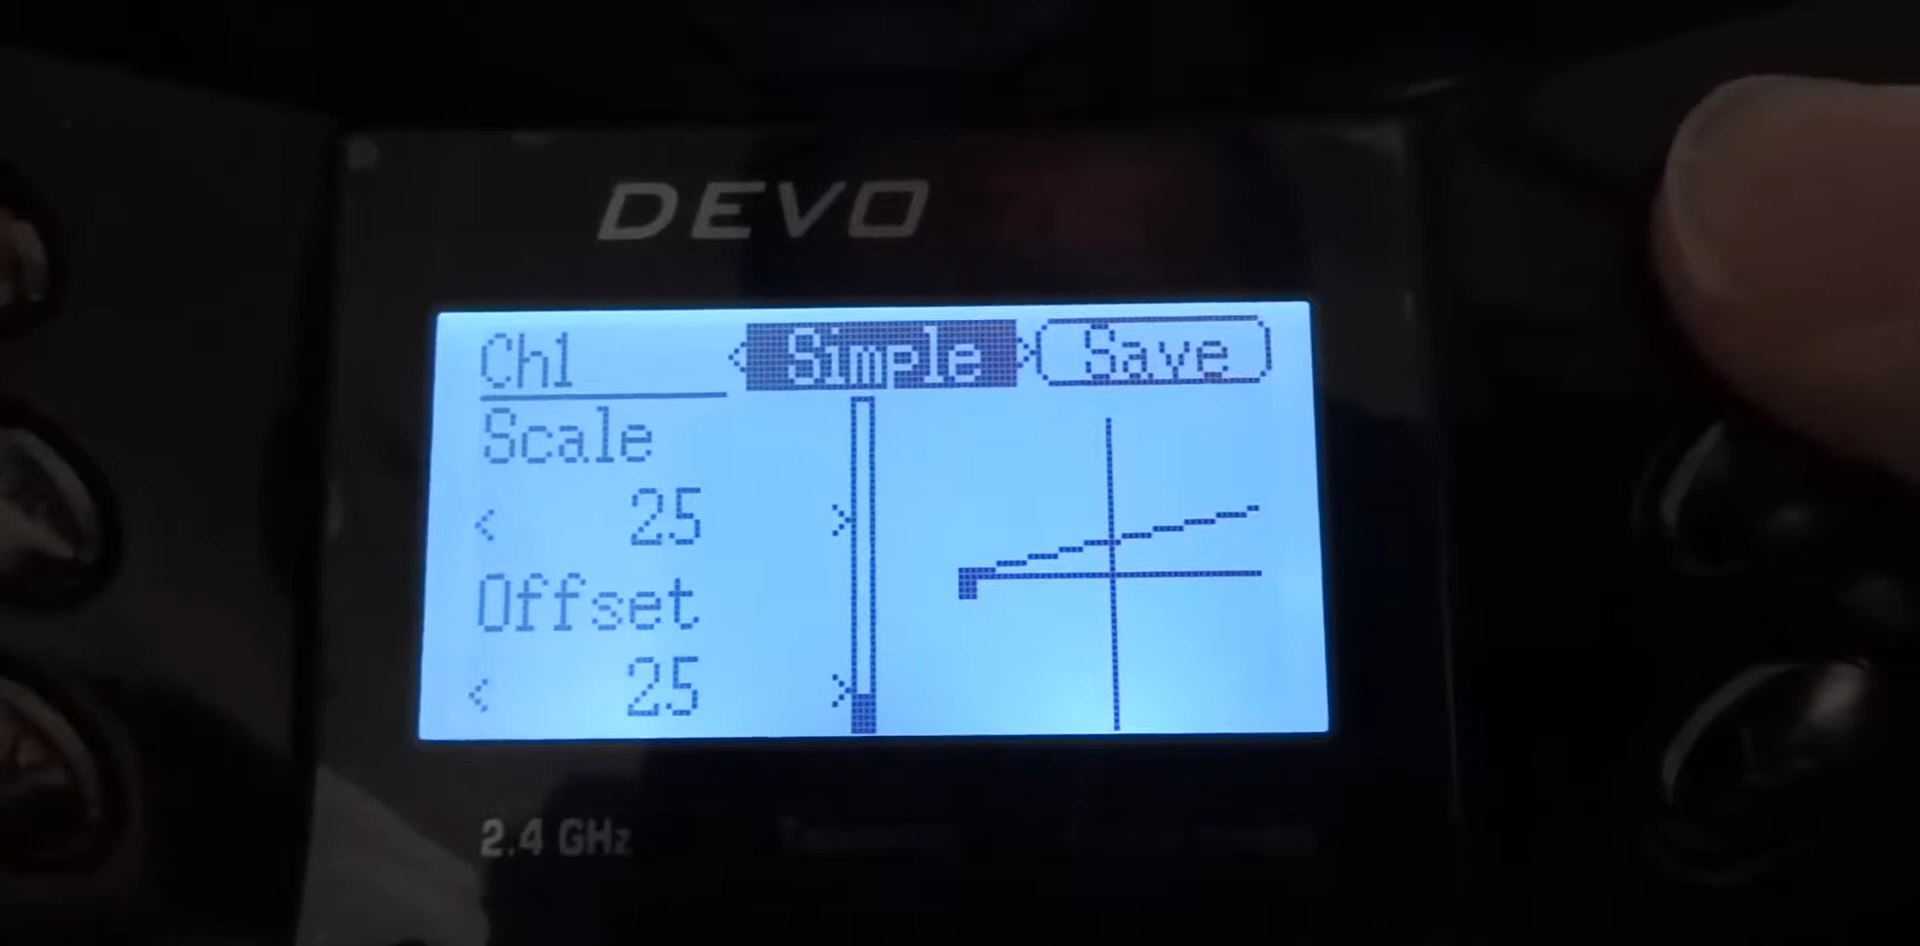 DEVO
Ch1 < Simple > Save
Scale
< 25 >
Offset
< 25 >
2.4 GHz